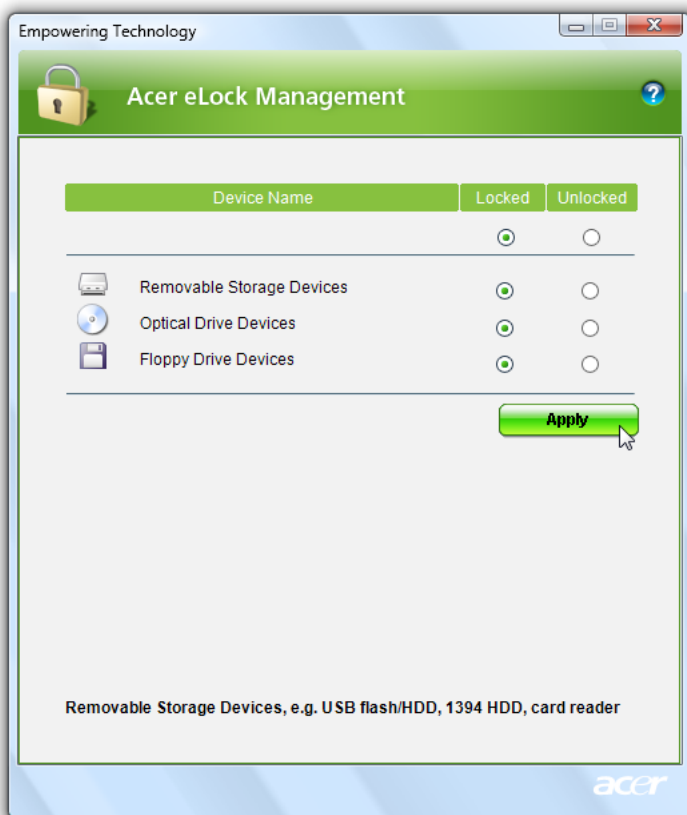 Empowering Technology
Acer eLock Management
?
Device Name Locked Unlocked
Removable Storage Devices
Optical Drive Devices
Floppy Drive Devices
Apply
Removable Storage Devices, e.g. USB flash/HDD, 1394 HDD, card reader
acer